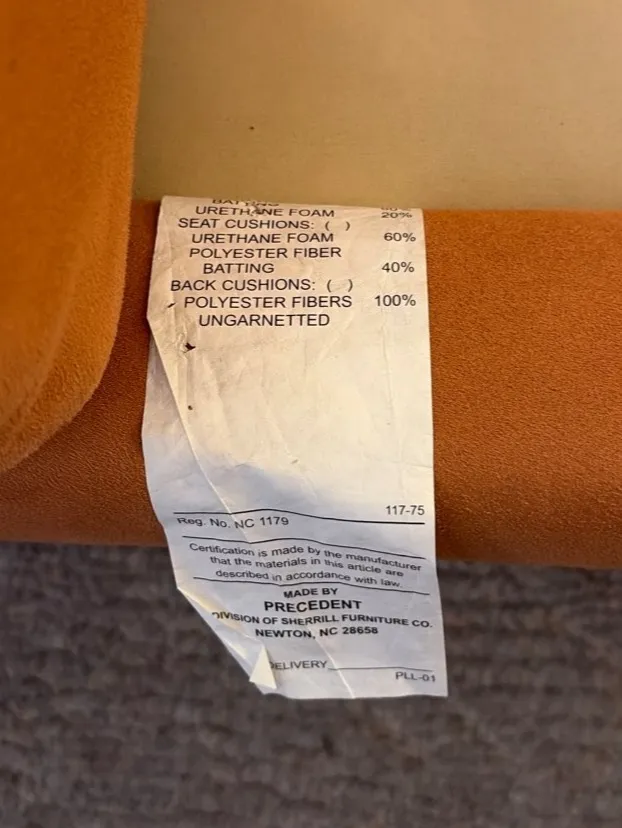 BATTING 80%
URETHANE FOAM 20%
SEAT CUSHIONS: ( )
URETHANE FOAM 60%
POLYESTER FIBER
BATTING 40%
BACK CUSHIONS: ( )
POLYESTER FIBERS 100%
UNGARNETTED
117-75
Reg. No. NC 1179
Certification is made by the manufacturer
that the materials in this article are
described in accordance with law.
MADE BY
PRECEDENT
DIVISION OF SHERRILL FURNITURE CO.
NEWTON, NC 28658
DELIVERY
PLL-01